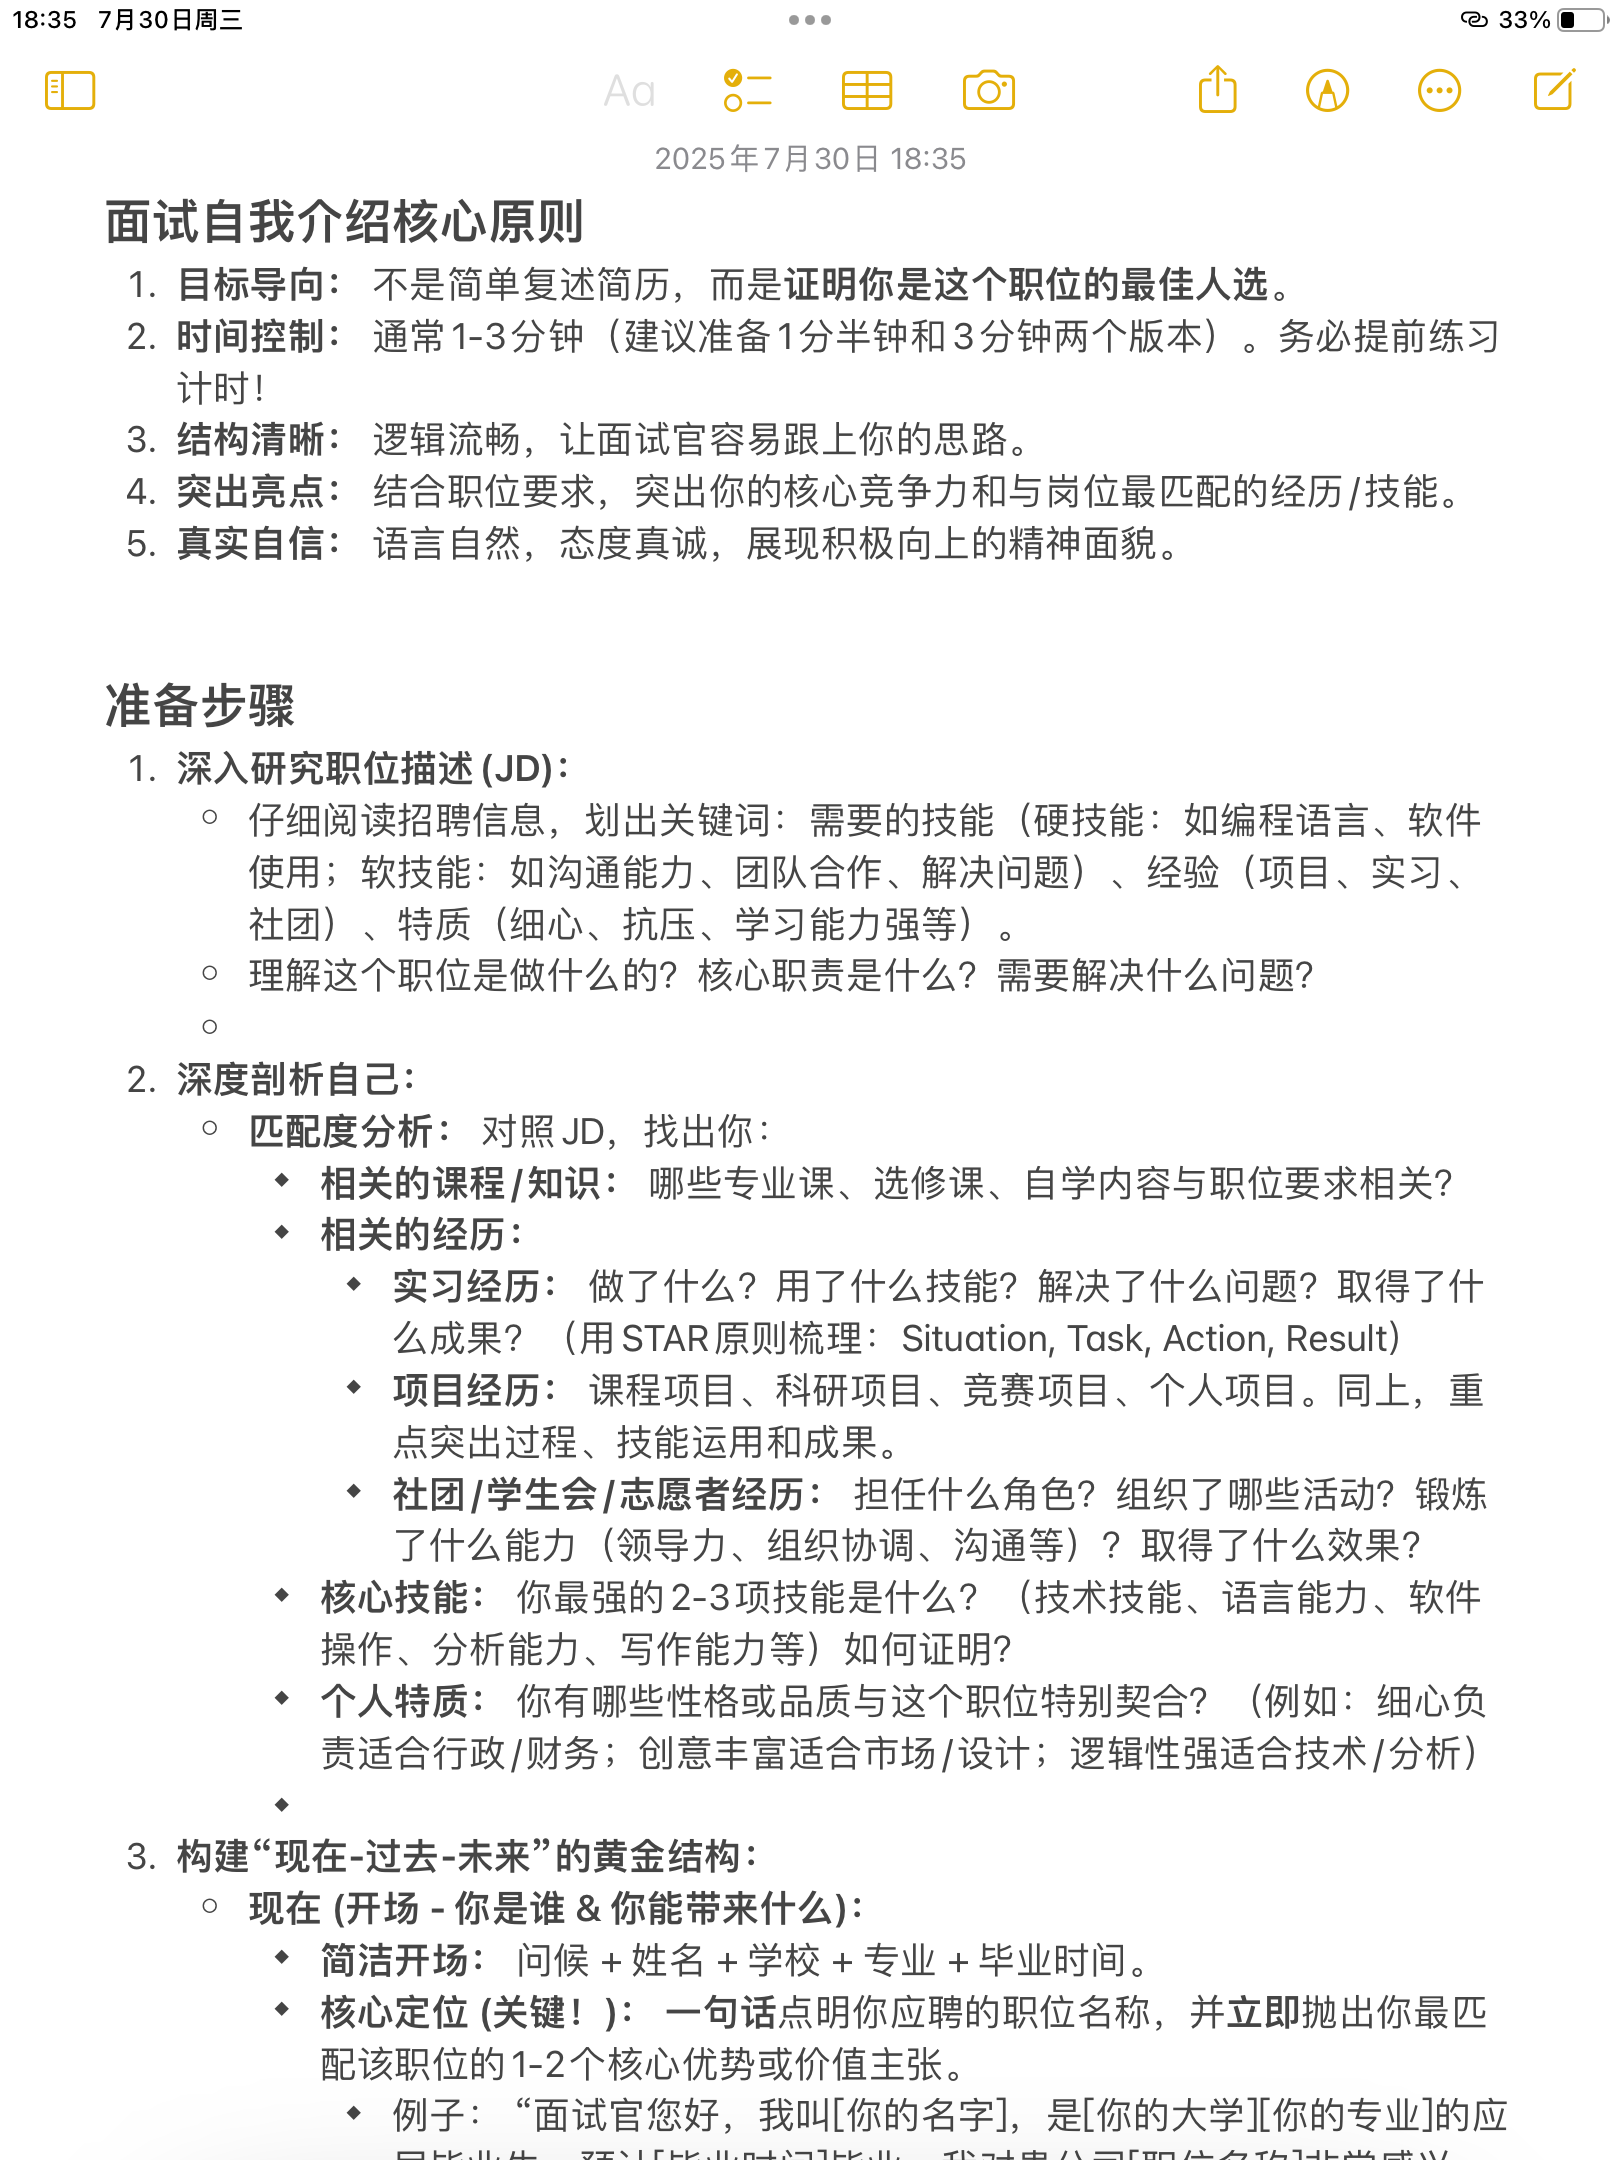 18:35 7月30日周三
33%
Aa
2025年7月30日 18:35
面试自我介绍核心原则
1. 目标导向： 不是简单复述简历，而是证明你是这个职位的最佳人选。
2. 时间控制： 通常1-3分钟（建议准备1分半钟和3分钟两个版本）。务必提前练习
计时！
3. 结构清晰： 逻辑流畅，让面试官容易跟上你的思路。
4. 突出亮点： 结合职位要求，突出你的核心竞争力和与岗位最匹配的经历/技能。
5. 真实自信： 语言自然，态度真诚，展现积极向上的精神面貌。
准备步骤
1. 深入研究职位描述(JD)：
○ 仔细阅读招聘信息，划出关键词：需要的技能（硬技能：如编程语言、软件
使用；软技能：如沟通能力、团队合作、解决问题）、经验（项目、实习、
社团）、特质（细心、抗压、学习能力强等）。
○ 理解这个职位是做什么的？核心职责是什么？需要解决什么问题？
○
2. 深度剖析自己：
○ 匹配度分析： 对照JD，找出你：
◆ 相关的课程/知识： 哪些专业课、选修课、自学内容与职位要求相关？
◆ 相关的经历：
◆ 实习经历： 做了什么？用了什么技能？解决了什么问题？取得了什
么成果？（用STAR原则梳理：Situation, Task, Action, Result）
◆ 项目经历： 课程项目、科研项目、竞赛项目、个人项目。同上，重
点突出过程、技能运用和成果。
◆ 社团/学生会/志愿者经历： 担任什么角色？组织了哪些活动？锻炼
了什么能力（领导力、组织协调、沟通等）？取得了什么效果？
◆ 核心技能： 你最强的2-3项技能是什么？（技术技能、语言能力、软件
操作、分析能力、写作能力等）如何证明？
◆ 个人特质： 你有哪些性格或品质与这个职位特别契合？（例如：细心负
责适合行政/财务；创意丰富适合市场/设计；逻辑性强适合技术/分析）
◆
3. 构建“现在-过去-未来”的黄金结构：
○ 现在 (开场 - 你是谁 & 你能带来什么)：
◆ 简洁开场： 问候 + 姓名 + 学校 + 专业 + 毕业时间。
◆ 核心定位 (关键！)： 一句话点明你应聘的职位名称，并立即抛出你最匹
配该职位的1-2个核心优势或价值主张。
◆ 例子： “面试官您好，我叫[你的名字]，是[你的大学][你的专业]的应
届毕业生，预计[毕业时间]毕业。我对贵公司[职位名称]非常感兴